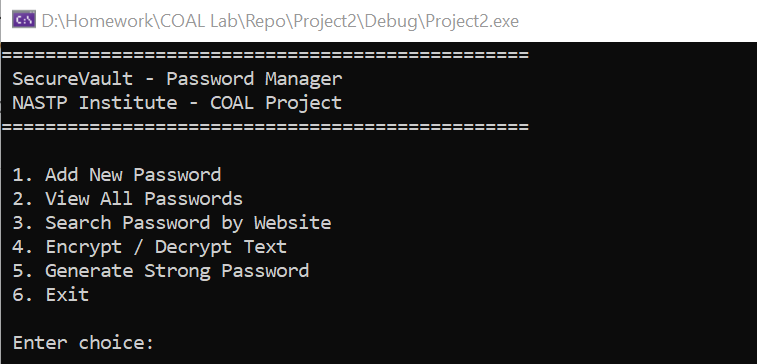 D:\Homework\COAL Lab\Repo\Project2\Debug\Project2.exe
================================================
SecureVault - Password Manager
NASTP Institute - COAL Project
================================================
1. Add New Password
2. View All Passwords
3. Search Password by Website
4. Encrypt / Decrypt Text
5. Generate Strong Password
6. Exit
Enter choice: